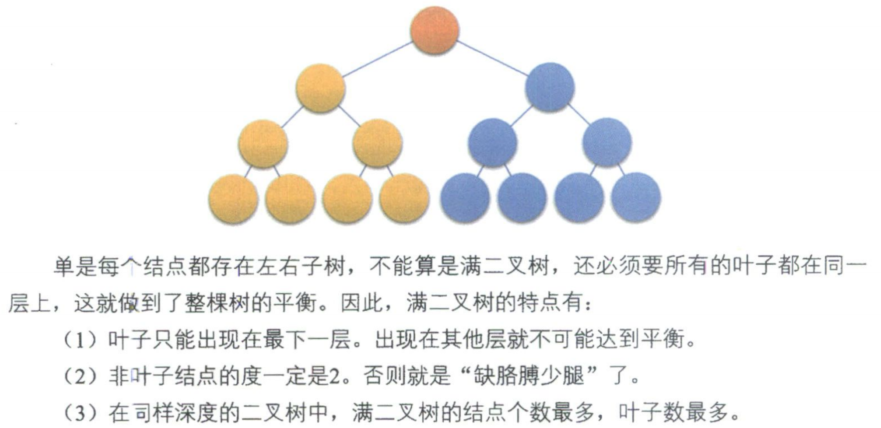 单是每个结点都存在左右子树，不能算是满二叉树，还必须要所有的叶子都在同一
层上，这就做到了整棵树的平衡。因此，满二叉树的特点有：
（1）叶子只能出现在最下一层。出现在其他层就不可能达到平衡。
（2）非叶子结点的度一定是2。否则就是“缺胳膊少腿”了。
（3）在司样深度的二叉树中，满二叉树的结点个数最多，叶子数最多。